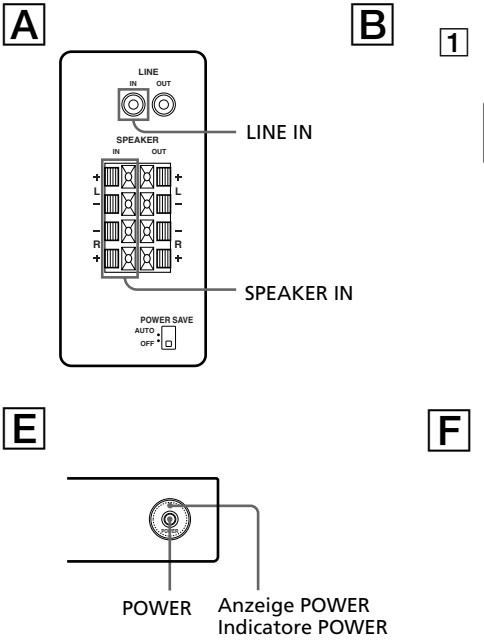 A
B
1
LINE
IN OUT
LINE IN
SPEAKER
IN OUT
+ +
L L
– –
– –
R R
+ +
SPEAKER IN
POWER SAVE
AUTO
OFF
E
F
POWER
POWER
Anzeige POWER
Indicatore POWER